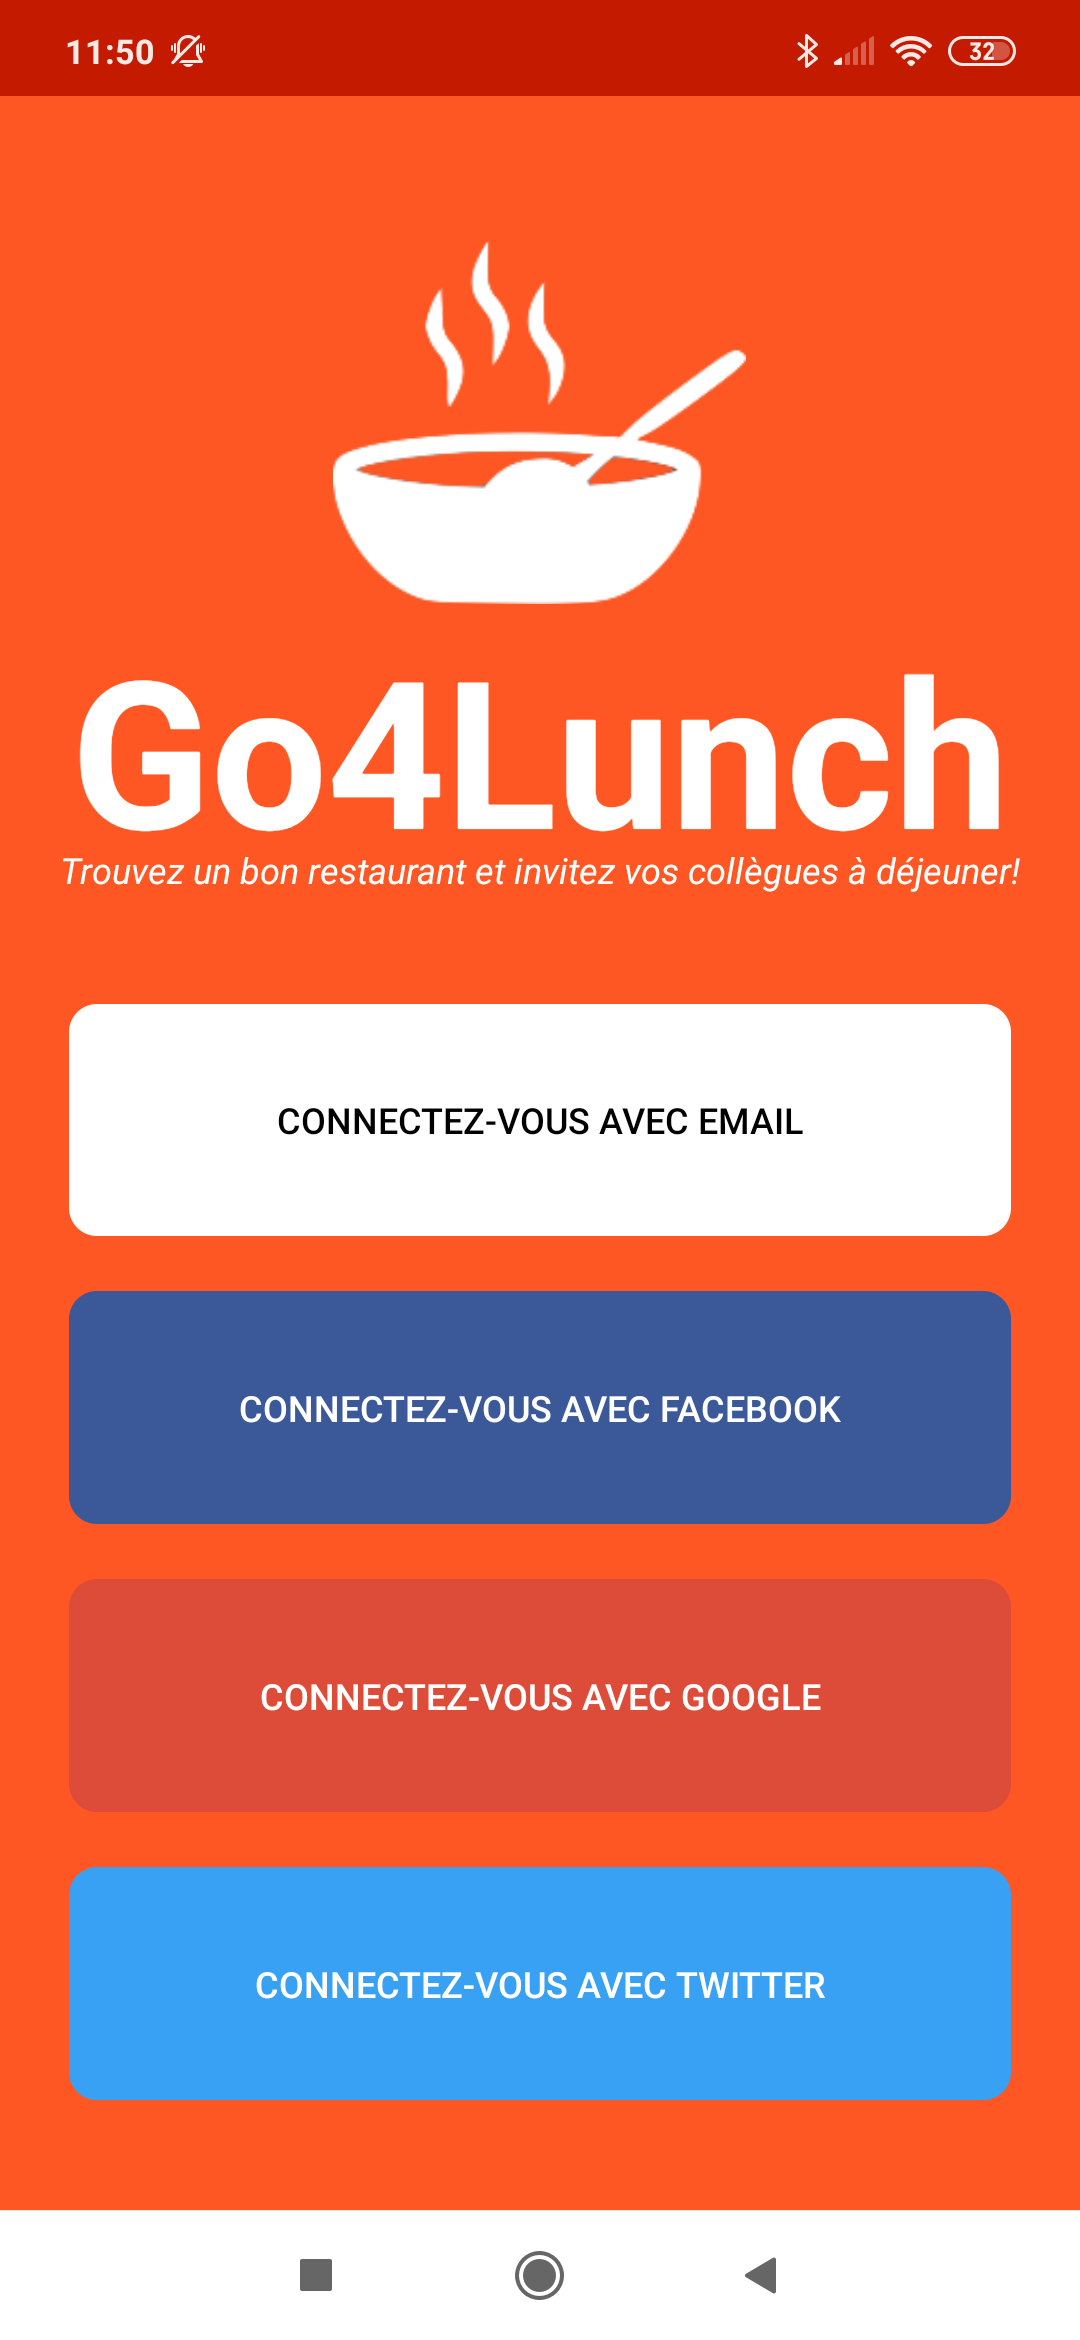 11:50
32
Go4Lunch
Trouvez un bon restaurant et invitez vos collègues à déjeuner!
CONNECTEZ-VOUS AVEC EMAIL
CONNECTEZ-VOUS AVEC FACEBOOK
CONNECTEZ-VOUS AVEC GOOGLE
CONNECTEZ-VOUS AVEC TWITTER